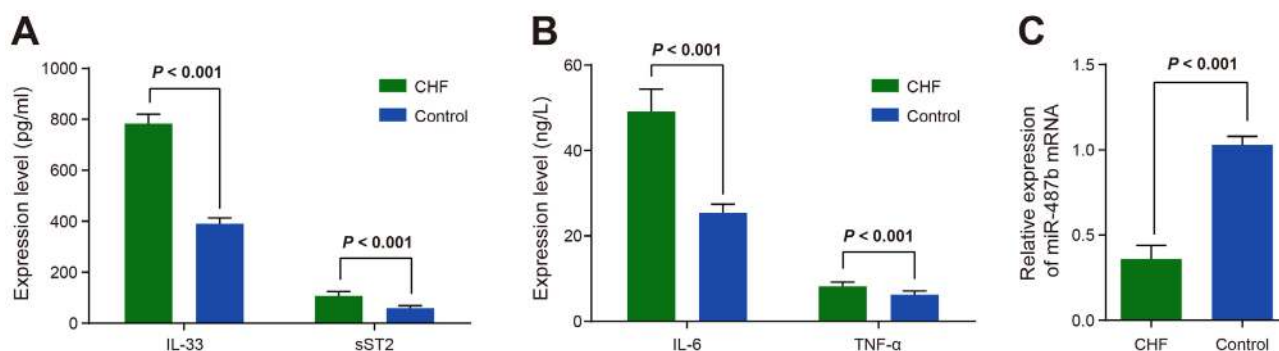 A
Expression level (pg/ml)
1000
800
600
400
200
0
P < 0.001
P < 0.001
CHF
Control
IL-33
sST2
B
Expression level (ng/L)
60
40
20
0
P < 0.001
P < 0.001
CHF
Control
IL-6
TNF-α
C
Relative expression
of miR-487b mRNA
1.5
1.0
0.5
0.0
P < 0.001
CHF
Control